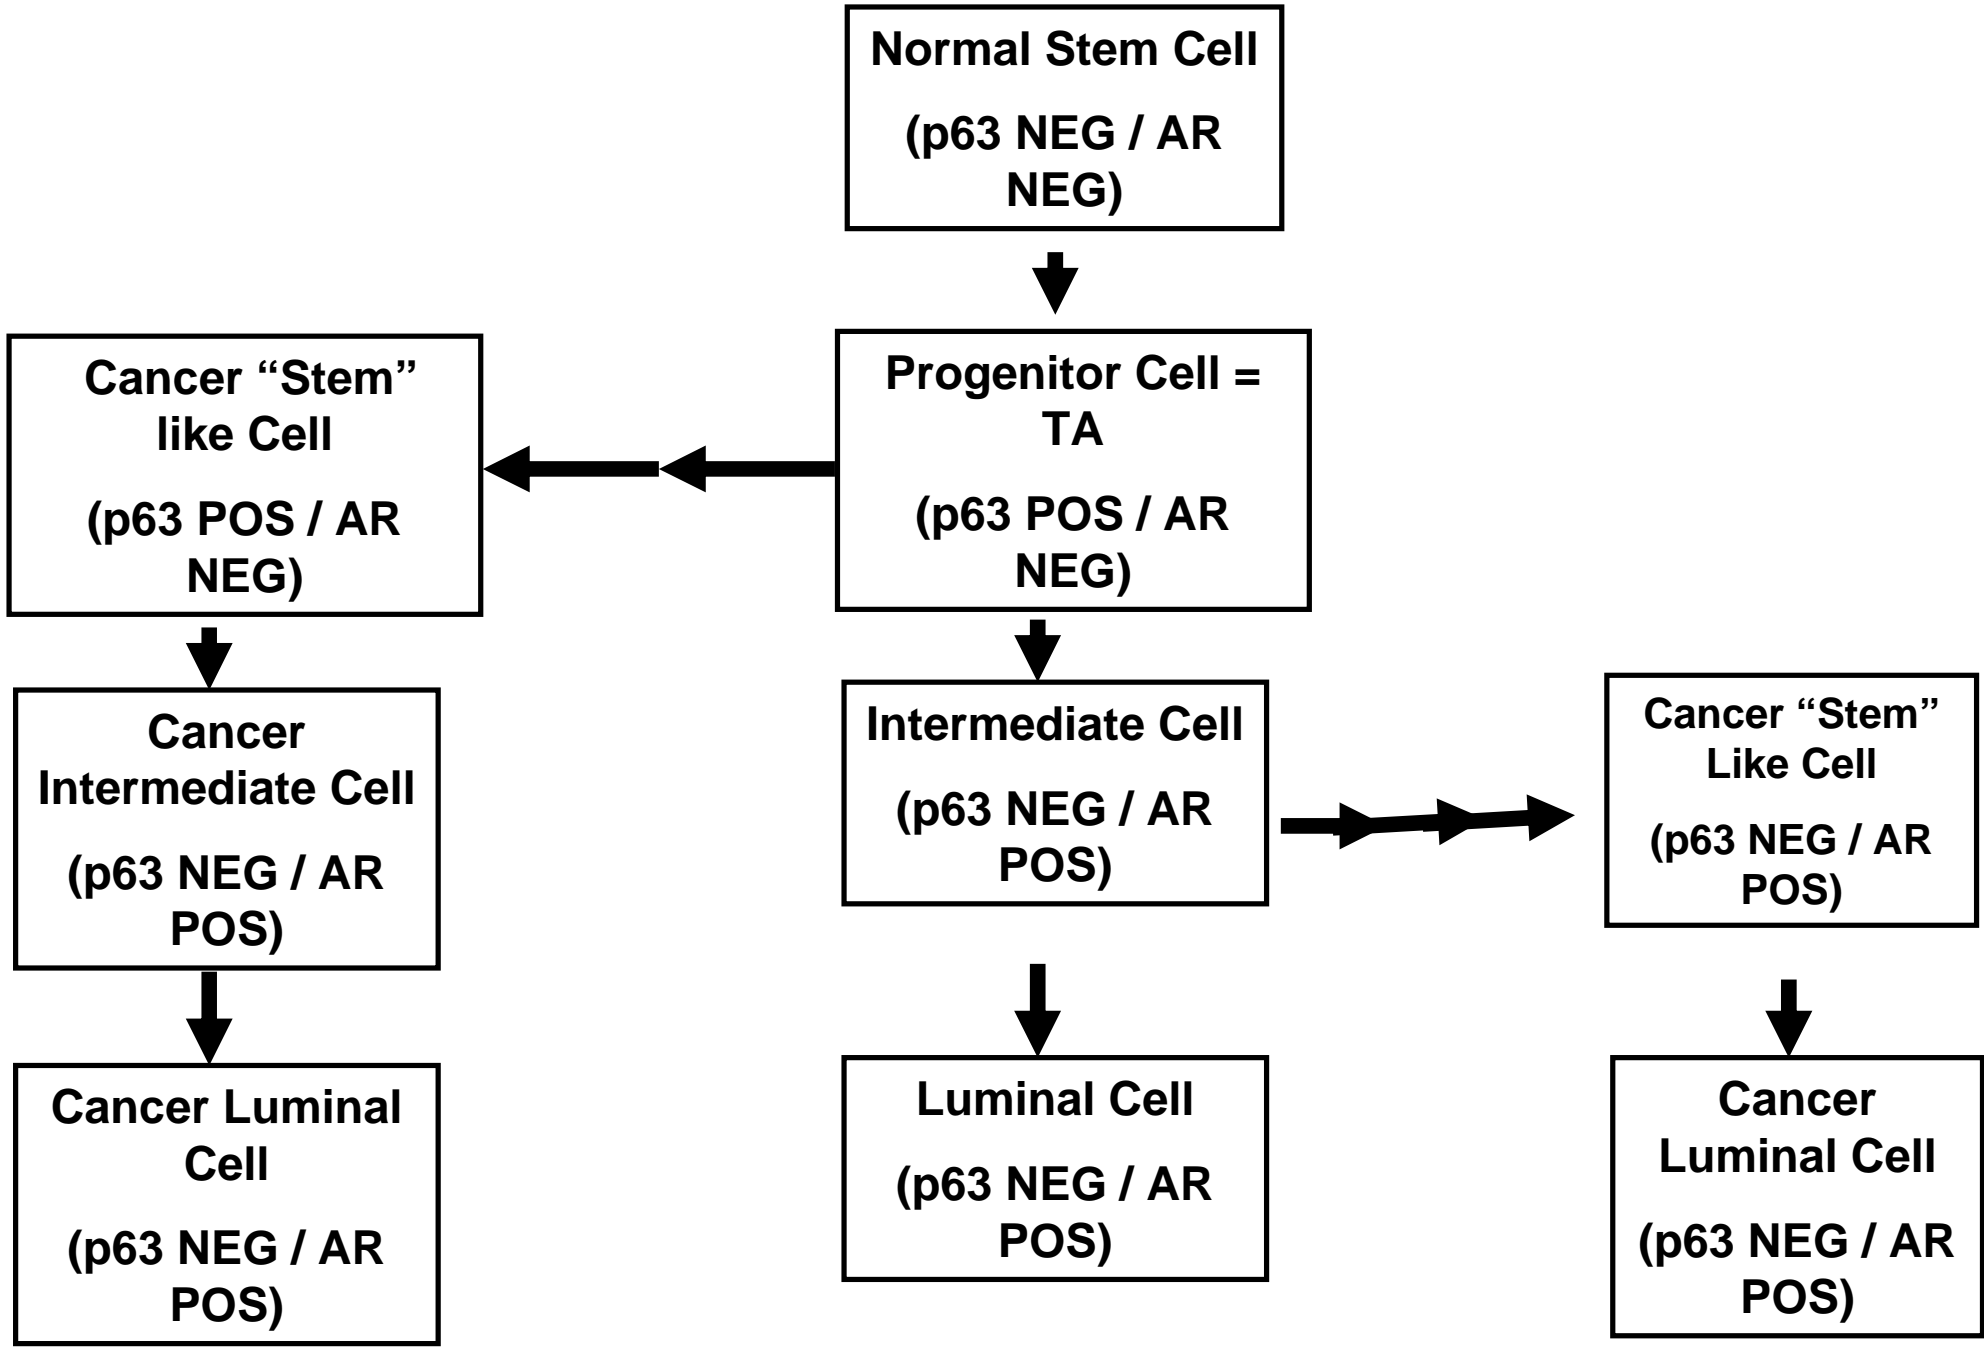 Normal Stem Cell
(p63 NEG / AR
NEG)
Cancer “Stem”
like Cell
(p63 POS / AR
NEG)
Progenitor Cell =
TA
(p63 POS / AR
NEG)
Cancer
Intermediate Cell
(p63 NEG / AR
POS)
Intermediate Cell
(p63 NEG / AR
POS)
Cancer “Stem”
Like Cell
(p63 NEG / AR
POS)
Cancer Luminal
Cell
(p63 NEG / AR
POS)
Luminal Cell
(p63 NEG / AR
POS)
Cancer
Luminal Cell
(p63 NEG / AR
POS)